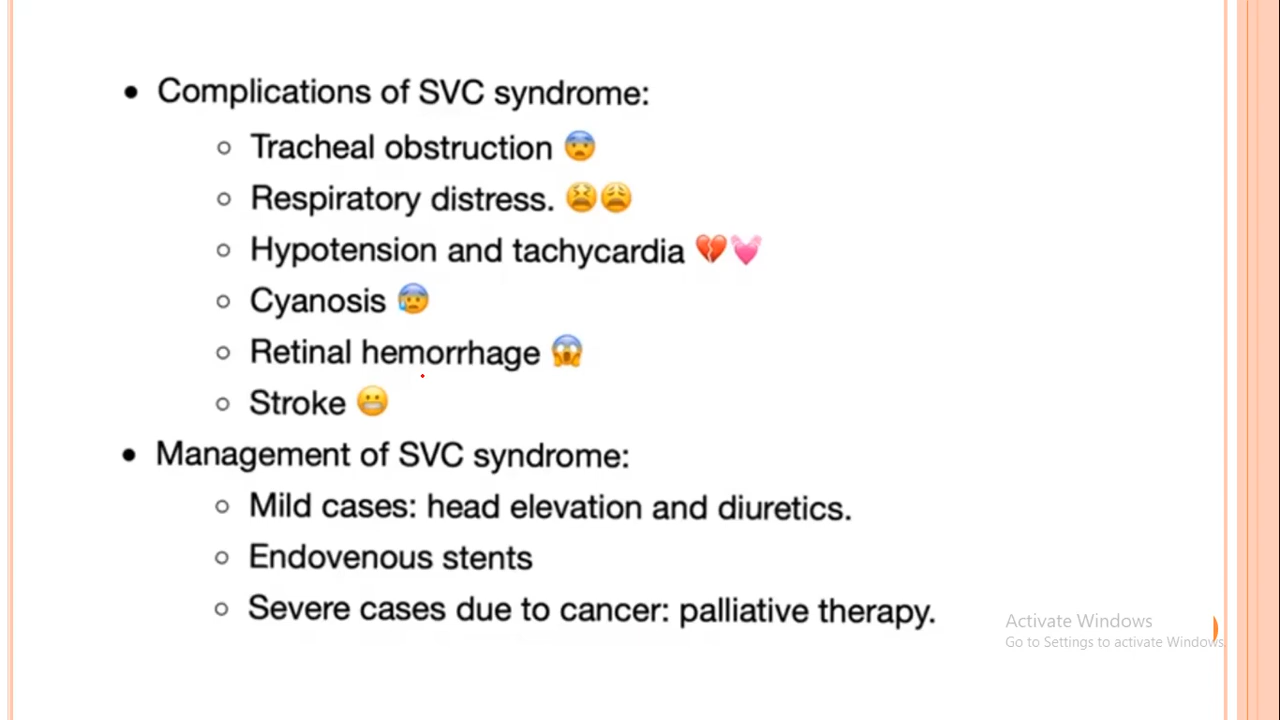 • Complications of SVC syndrome:
○ Tracheal obstruction 😨
○ Respiratory distress. 😫😩
○ Hypotension and tachycardia 💔💓
○ Cyanosis 😰
○ Retinal hemorrhage 😱
○ Stroke 😬
• Management of SVC syndrome:
○ Mild cases: head elevation and diuretics.
○ Endovenous stents
○ Severe cases due to cancer: palliative therapy.
Activate Windows
Go to Settings to activate Windows.